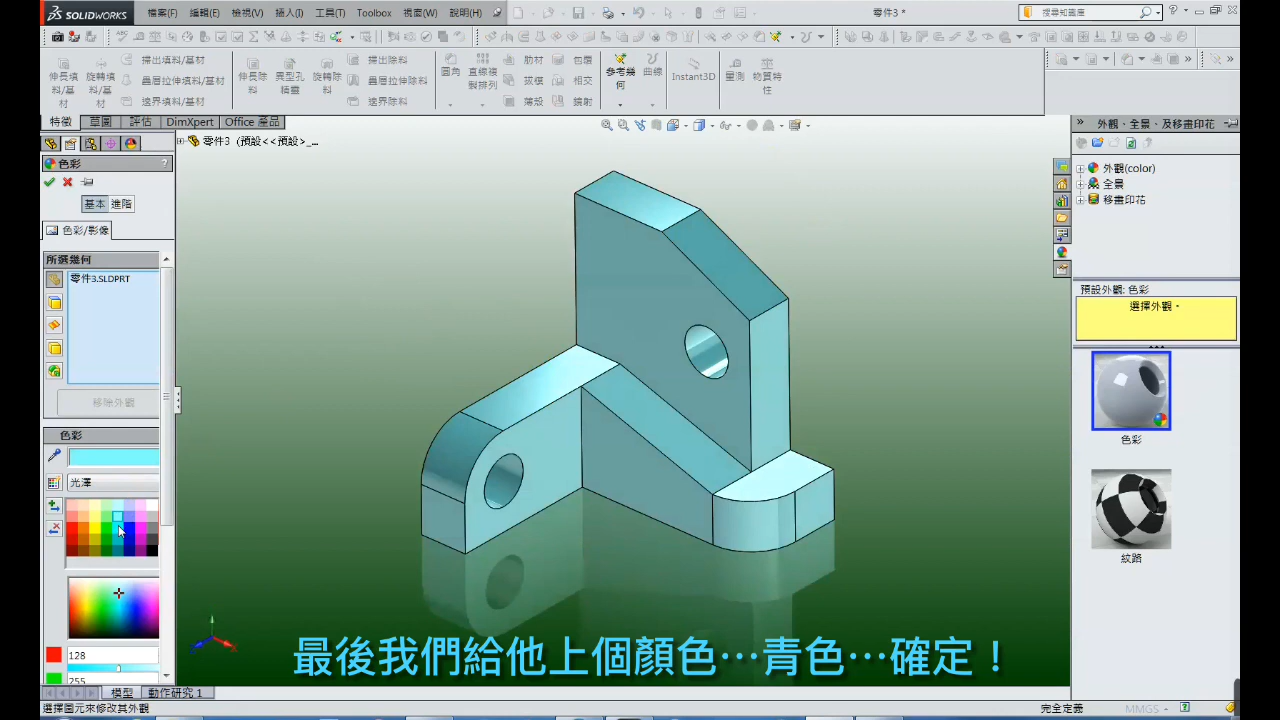 SOLIDWORKS 檔案(F) 編輯(E) 檢視(V) 插入(I) 工具(T) Toolbox 視窗(W) 說明(H) 零件3 * 搜尋知識庫
伸長填料/基材 旋轉填料/基材 掃出填料/基材 疊層拉伸填料/基材 邊界填料/基材 伸長除料 異型孔精靈 旋轉除料 掃出除料 疊層拉伸除料 邊界除料 圓角 直線複製排列 肋材 拔模 薄殼 包覆 相交 鏡射 參考幾何 曲線 Instant3D 量測 物質特性
特徵 草圖 評估 DimXpert Office 產品
零件3 (預設<<預設>_...
色彩
基本 進階
色彩/影像
所選幾何
零件3.SLDPRT
移除外觀
色彩
光澤
128
255
外觀、全景、及移畫印花
外觀(color)
全景
移畫印花
預設外觀: 色彩
選擇外觀。
色彩
紋路
最後我們給他上個顏色…青色…確定！
模型 動作研究 1
選擇圖元來修改其外觀 完全定義 MMGS